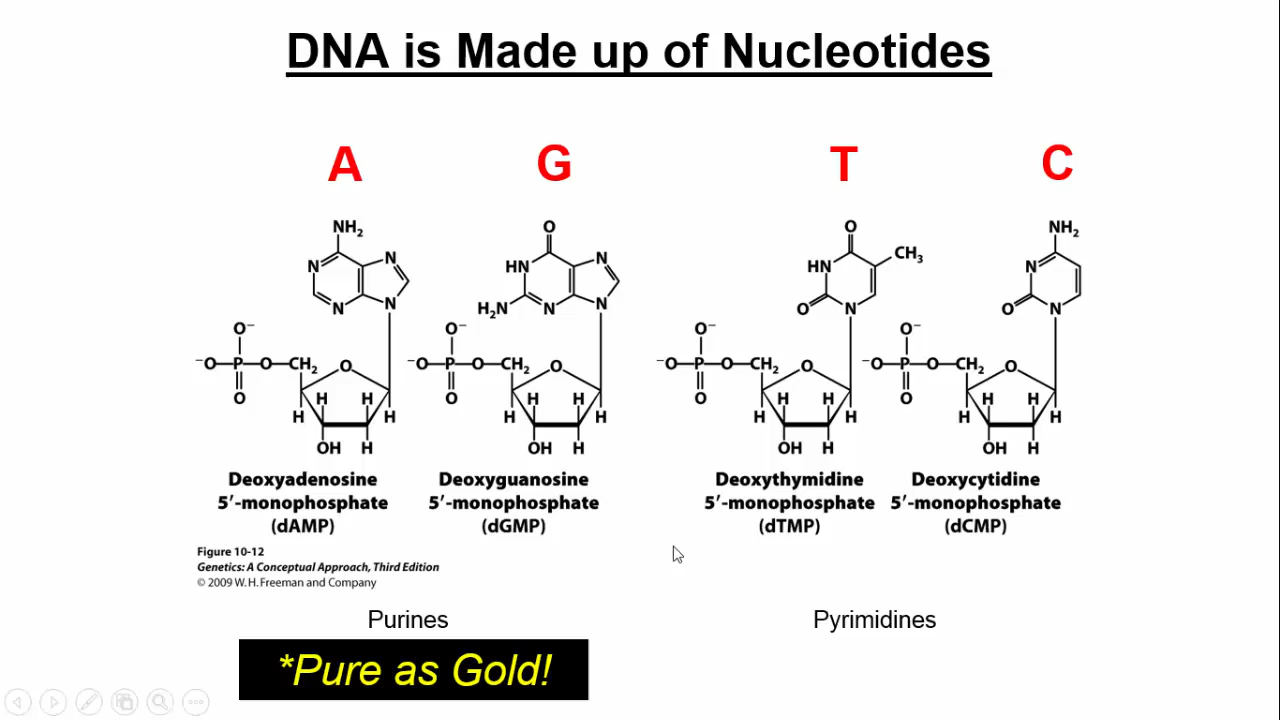 DNA is Made up of Nucleotides
A G T C
NH₂ O O NH₂
N N HN N HN CH₃ N
N N H₂N N N O N O N
O⁻ O⁻ O⁻ O⁻
⁻O P O CH₂ O ⁻O P O CH₂ O ⁻O P O CH₂ O ⁻O P O CH₂ O
O H H O H H O H H O H H
H H H H H H H H
OH H OH H OH H OH H
Deoxyadenosine Deoxyguanosine Deoxythymidine Deoxycytidine
5′-monophosphate 5′-monophosphate 5′-monophosphate 5′-monophosphate
(dAMP) (dGMP) (dTMP) (dCMP)
Figure 10-12
Genetics: A Conceptual Approach, Third Edition
© 2009 W. H. Freeman and Company
Purines Pyrimidines
*Pure as Gold!